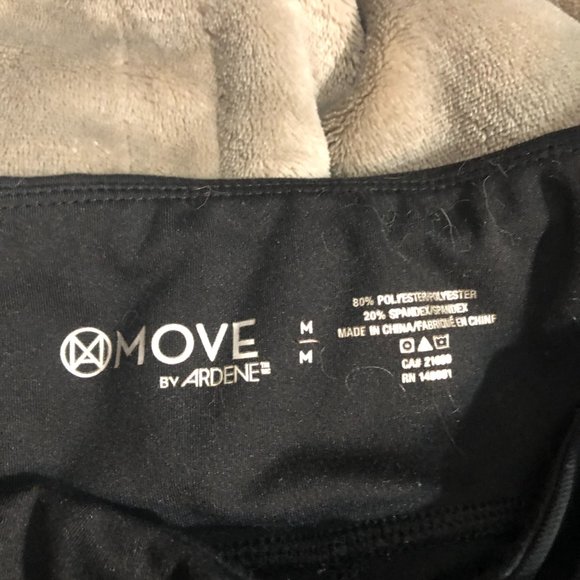 MOVE
BY ARDENE
M
M
80% POLYESTER/POLYESTER
20% SPANDEX/SPANDEX
MADE IN CHINA/FABRIQUÉ EN CHINE
CA#
RN